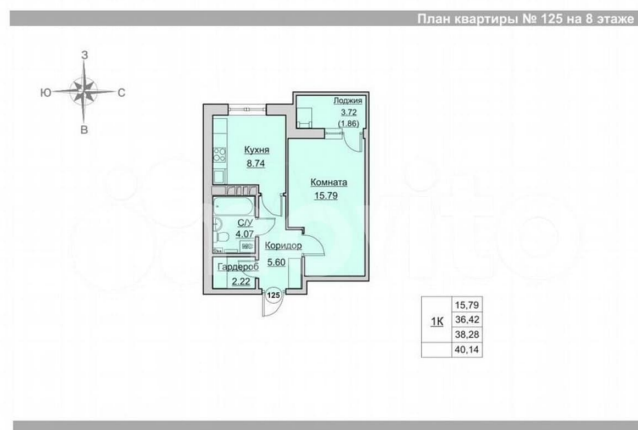 План квартиры № 125 на 8 этаже
З
Ю С
В
Лоджия
3.72
(1.86)
Кухня
8.74
Комната
15.79
С/У
4.07
Коридор
5.60
Гардероб
2.22
125
15,79
1К 36,42
38,28
40,14